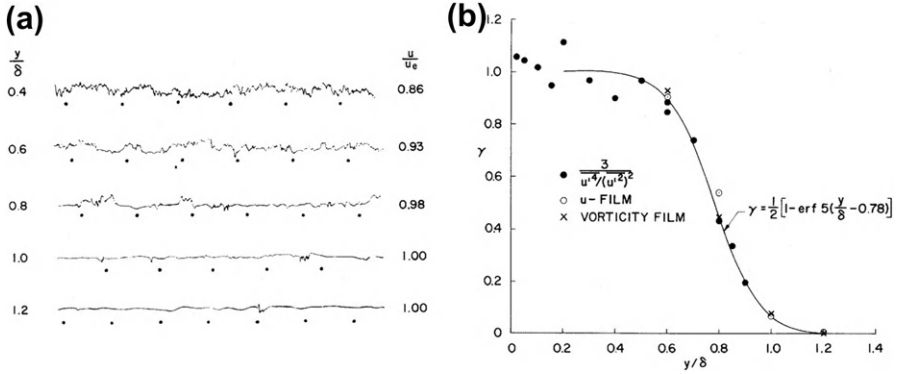 (a)
y/δ
u/u_e
0.4
0.86
0.6
0.93
0.8
0.98
1.0
1.00
1.2
1.00
(b)
1.2
1.0
0.8
0.6
0.4
0.2
0
γ
3/(u'⁴/(u'²)²)
u-FILM
× VORTICITY FILM
γ=½[1-erf 5(y/δ-0.78)]
0
0.2
0.4
0.6
0.8
1.0
1.2
1.4
y/δ